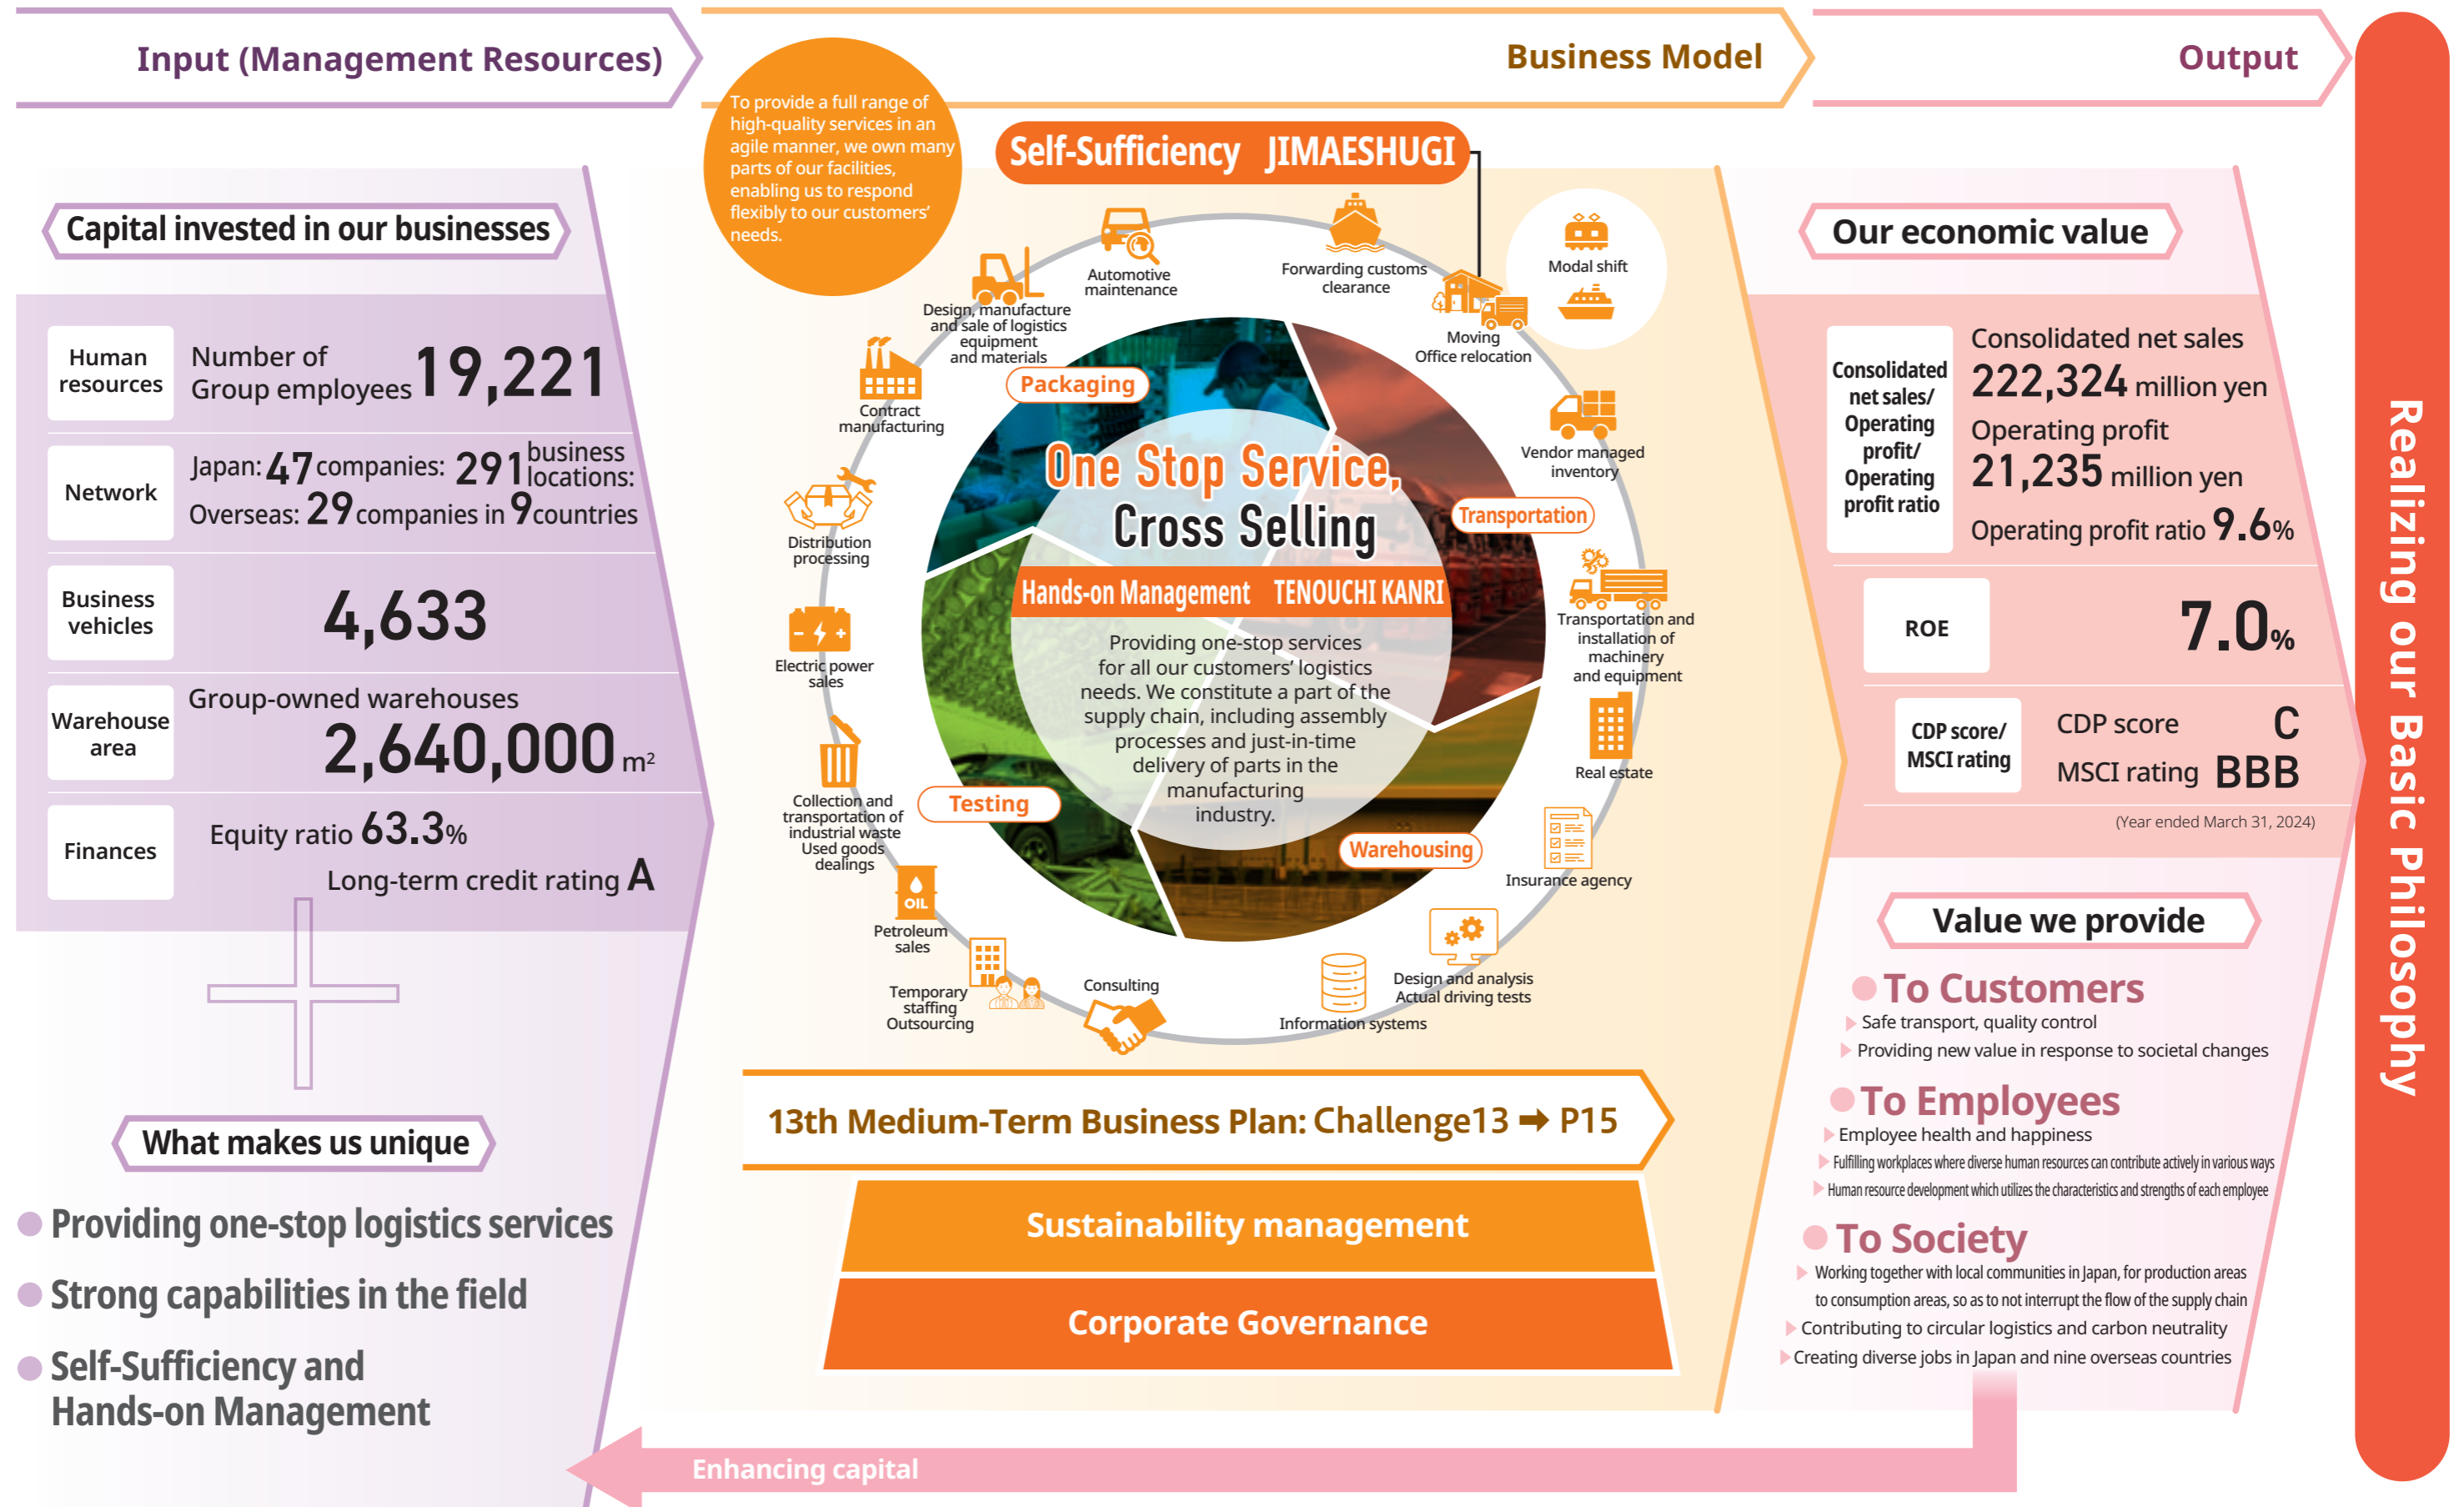 Input (Management Resources)
Business Model
Output
Capital invested in our businesses
Human
resources
Number of
Group employees 19,221
Network
Japan: 47 companies: 291 business
locations:
Overseas: 29 companies in 9 countries
Business
vehicles
4,633
Warehouse
area
Group-owned warehouses
2,640,000 m²
Finances
Equity ratio 63.3%
Long-term credit rating A
What makes us unique
Providing one-stop logistics services
Strong capabilities in the field
Self-Sufficiency and
Hands-on Management
To provide a full range of
high-quality services in an
agile manner, we own many
parts of our facilities,
enabling us to respond
flexibly to our customers'
needs.
Self-Sufficiency JIMAESHUGI
Automotive
maintenance
Forwarding customs
clearance
Modal shift
Moving
Office relocation
Design, manufacture
and sale of logistics
equipment
and materials
Contract
manufacturing
Vendor managed
inventory
Distribution
processing
Transportation and
installation of
machinery
and equipment
Electric power
sales
Real estate
Collection and
transportation of
industrial waste
Used goods
dealings
Insurance agency
OIL
Petroleum
sales
Design and analysis
Actual driving tests
Temporary
staffing
Outsourcing
Consulting
Information systems
Packaging
Transportation
Testing
Warehousing
One Stop Service,
Cross Selling
Hands-on Management TENOUCHI KANRI
Providing one-stop services
for all our customers' logistics
needs. We constitute a part of the
supply chain, including assembly
processes and just-in-time
delivery of parts in the
manufacturing
industry.
13th Medium-Term Business Plan: Challenge13 ➡ P15
Sustainability management
Corporate Governance
Our economic value
Consolidated
net sales/
Operating
profit/
Operating
profit ratio
Consolidated net sales
222,324 million yen
Operating profit
21,235 million yen
Operating profit ratio 9.6%
ROE
7.0%
CDP score/
MSCI rating
CDP score C
MSCI rating BBB
(Year ended March 31, 2024)
Value we provide
To Customers
Safe transport, quality control
Providing new value in response to societal changes
To Employees
Employee health and happiness
Fulfilling workplaces where diverse human resources can contribute actively in various ways
Human resource development which utilizes the characteristics and strengths of each employee
To Society
Working together with local communities in Japan, for production areas
to consumption areas, so as to not interrupt the flow of the supply chain
Contributing to circular logistics and carbon neutrality
Creating diverse jobs in Japan and nine overseas countries
Enhancing capital
Realizing our Basic Philosophy